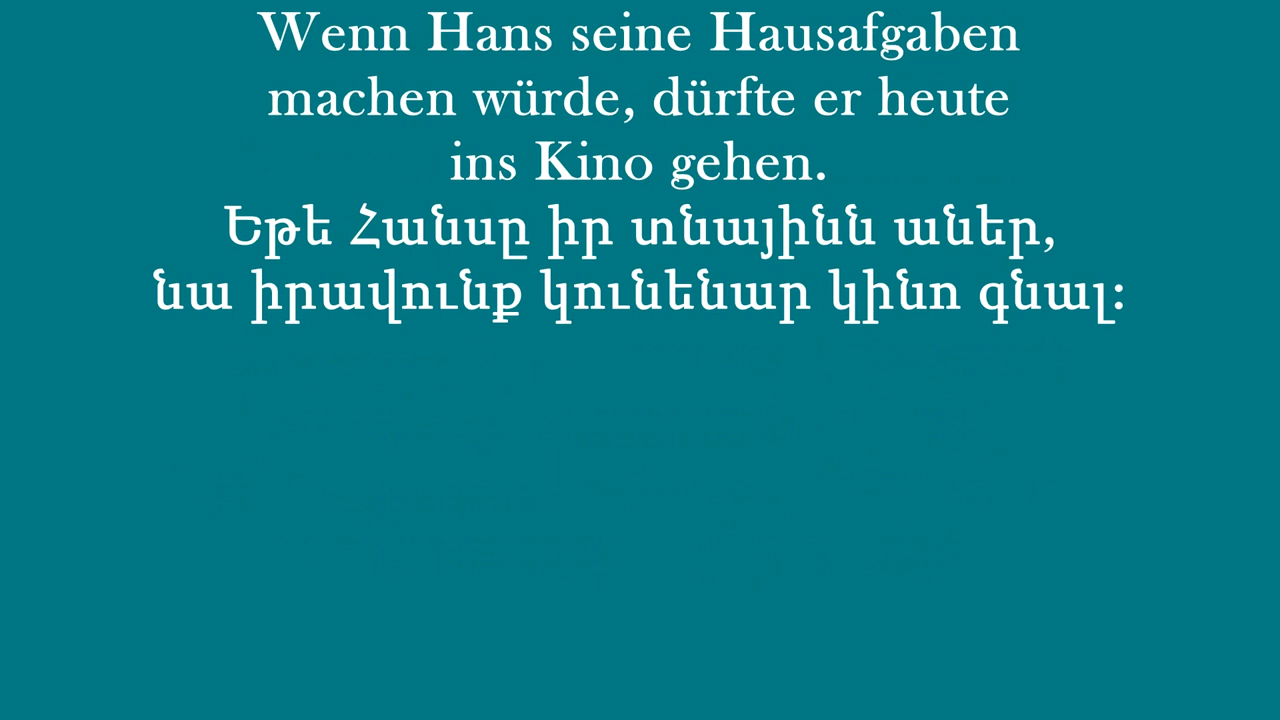 Wenn Hans seine Hausafgaben
machen würde, dürfte er heute
ins Kino gehen.
Եթե Հանսը իր տնայինն աներ,
նա իրավունք կունենար կինո գնալ: